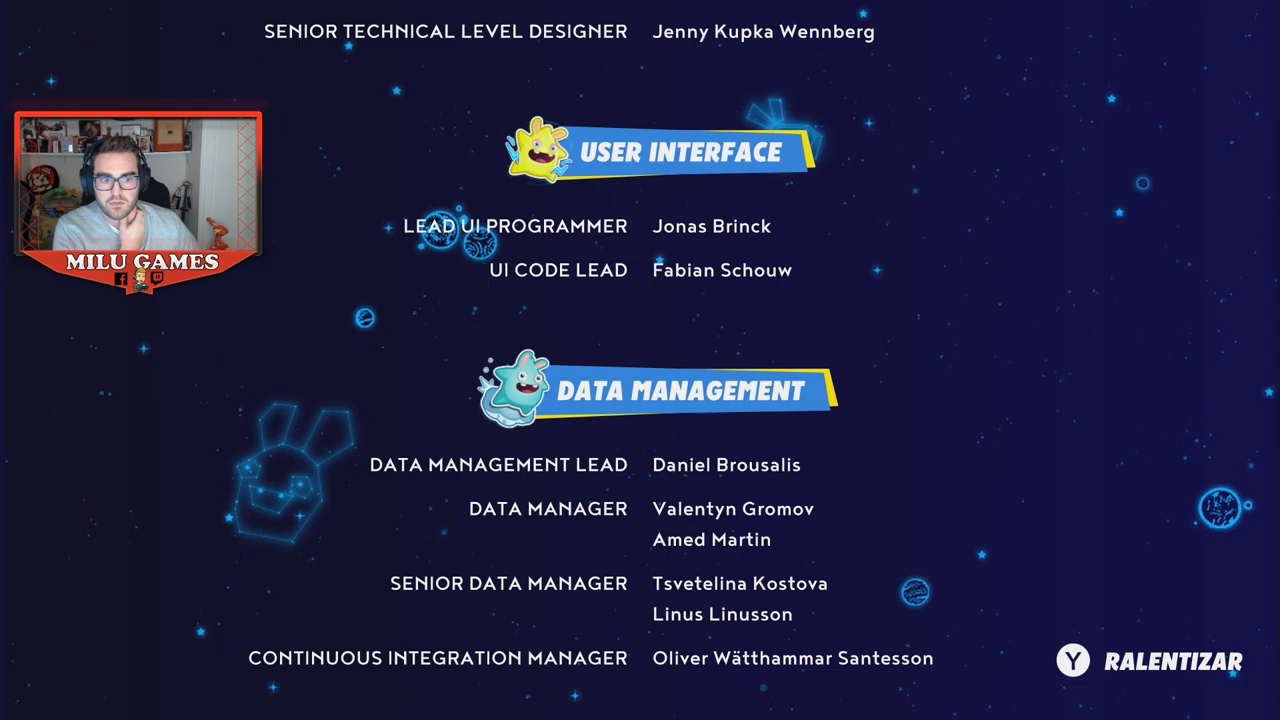 SENIOR TECHNICAL LEVEL DESIGNER Jenny Kupka Wennberg
USER INTERFACE
LEAD UI PROGRAMMER Jonas Brinck
UI CODE LEAD Fabian Schouw
MILU GAMES
DATA MANAGEMENT
DATA MANAGEMENT LEAD Daniel Brousalis
DATA MANAGER Valentyn Gromov
Amed Martin
SENIOR DATA MANAGER Tsvetelina Kostova
Linus Linusson
CONTINUOUS INTEGRATION MANAGER Oliver Wätthammar Santesson
Y RALENTIZAR